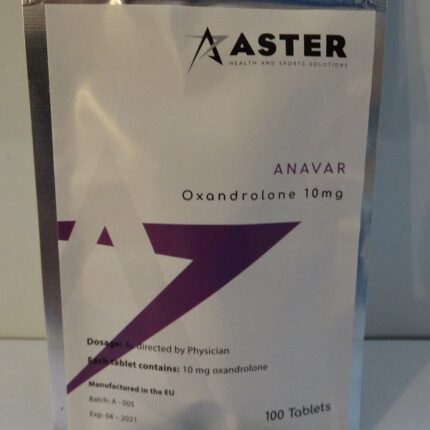 ASTER
HEALTH AND SPORTS SOLUTIONS
ANAVAR
Oxandrolone 10mg
Dosage: As directed by Physician
Each tablet contains: 10 mg oxandrolone
Manufactured in the EU
Batch: A - 005
Exp: 04 - 2021
100 Tablets